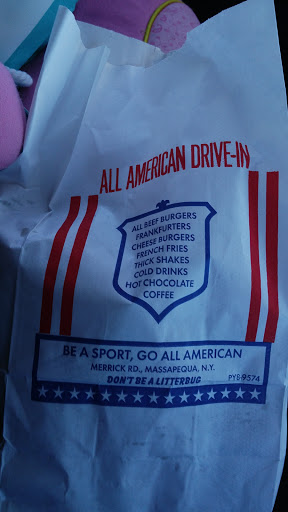 ALL AMERICAN DRIVE-IN
ALL BEEF BURGERS
FRANKFURTERS
CHEESE BURGERS
FRENCH FRIES
THICK SHAKES
COLD DRINKS
HOT CHOCOLATE
COFFEE
BE A SPORT, GO ALL AMERICAN
MERRICK RD., MASSAPEQUA, N.Y.
DON'T BE A LITTERBUG
PY8-9574